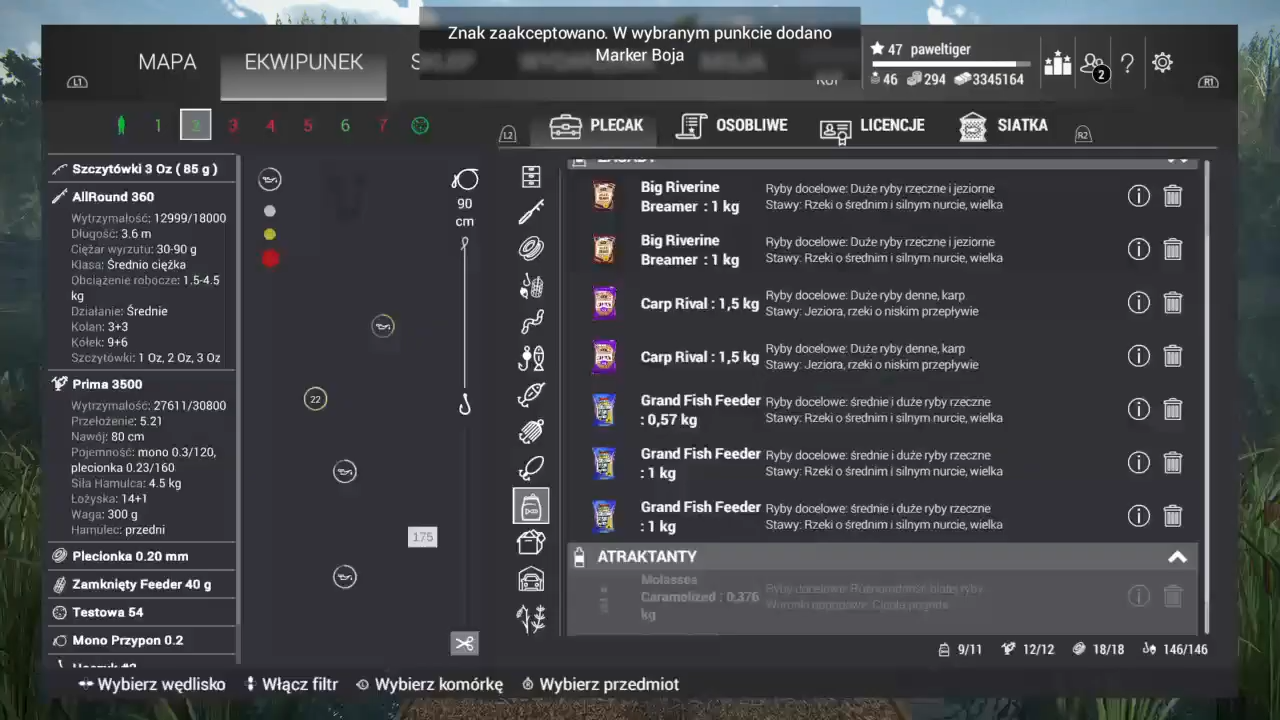 Znak zaakceptowano. W wybranym punkcie dodano
Marker Boja
MAPA
EKWIPUNEK
L1
47 paweltiger
46 294 3345164
2
?
R1
1 2 3 4 5 6 7
L2
PLECAK
OSOBLIWE
LICENCJE
SIATKA
R2
Szczytówki 3 Oz ( 85 g )
AllRound 360
Wytrzymałość: 12999/18000
Długość: 3.6 m
Ciężar wyrzutu: 30-90 g
Klasa: Średnio ciężka
Obciążenie robocze: 1.5-4.5
kg
Działanie: Średnie
Kolan: 3+3
Kółek: 9+6
Szczytówki: 1 Oz, 2 Oz, 3 Oz
Prima 3500
Wytrzymałość: 27611/30800
Przełożenie: 5.21
Nawój: 80 cm
Pojemność: mono 0.3/120,
plecionka 0.23/160
Siła Hamulca: 4.5 kg
Łożyska: 14+1
Waga: 300 g
Hamulec: przedni
Plecionka 0.20 mm
Zamknięty Feeder 40 g
Testowa 54
Mono Przypon 0.2
90
cm
22
175
Big Riverine
Breamer : 1 kg
Ryby docelowe: Duże ryby rzeczne i jeziorne
Stawy: Rzeki o średnim i silnym nurcie, wielka
Big Riverine
Breamer : 1 kg
Ryby docelowe: Duże ryby rzeczne i jeziorne
Stawy: Rzeki o średnim i silnym nurcie, wielka
Carp Rival : 1,5 kg
Ryby docelowe: Duże ryby denne, karp
Stawy: Jeziora, rzeki o niskim przepływie
Carp Rival : 1,5 kg
Ryby docelowe: Duże ryby denne, karp
Stawy: Jeziora, rzeki o niskim przepływie
Grand Fish Feeder
: 0,57 kg
Ryby docelowe: średnie i duże ryby rzeczne
Stawy: Rzeki o średnim i silnym nurcie, wielka
Grand Fish Feeder
: 1 kg
Ryby docelowe: średnie i duże ryby rzeczne
Stawy: Rzeki o średnim i silnym nurcie, wielka
Grand Fish Feeder
: 1 kg
Ryby docelowe: średnie i duże ryby rzeczne
Stawy: Rzeki o średnim i silnym nurcie, wielka
ATRAKTANTY
Molasses
Caramelized : 0,376
kg
9/11 12/12 18/18 146/146
Wybierz wędlisko
Włącz filtr
Wybierz komórkę
Wybierz przedmiot